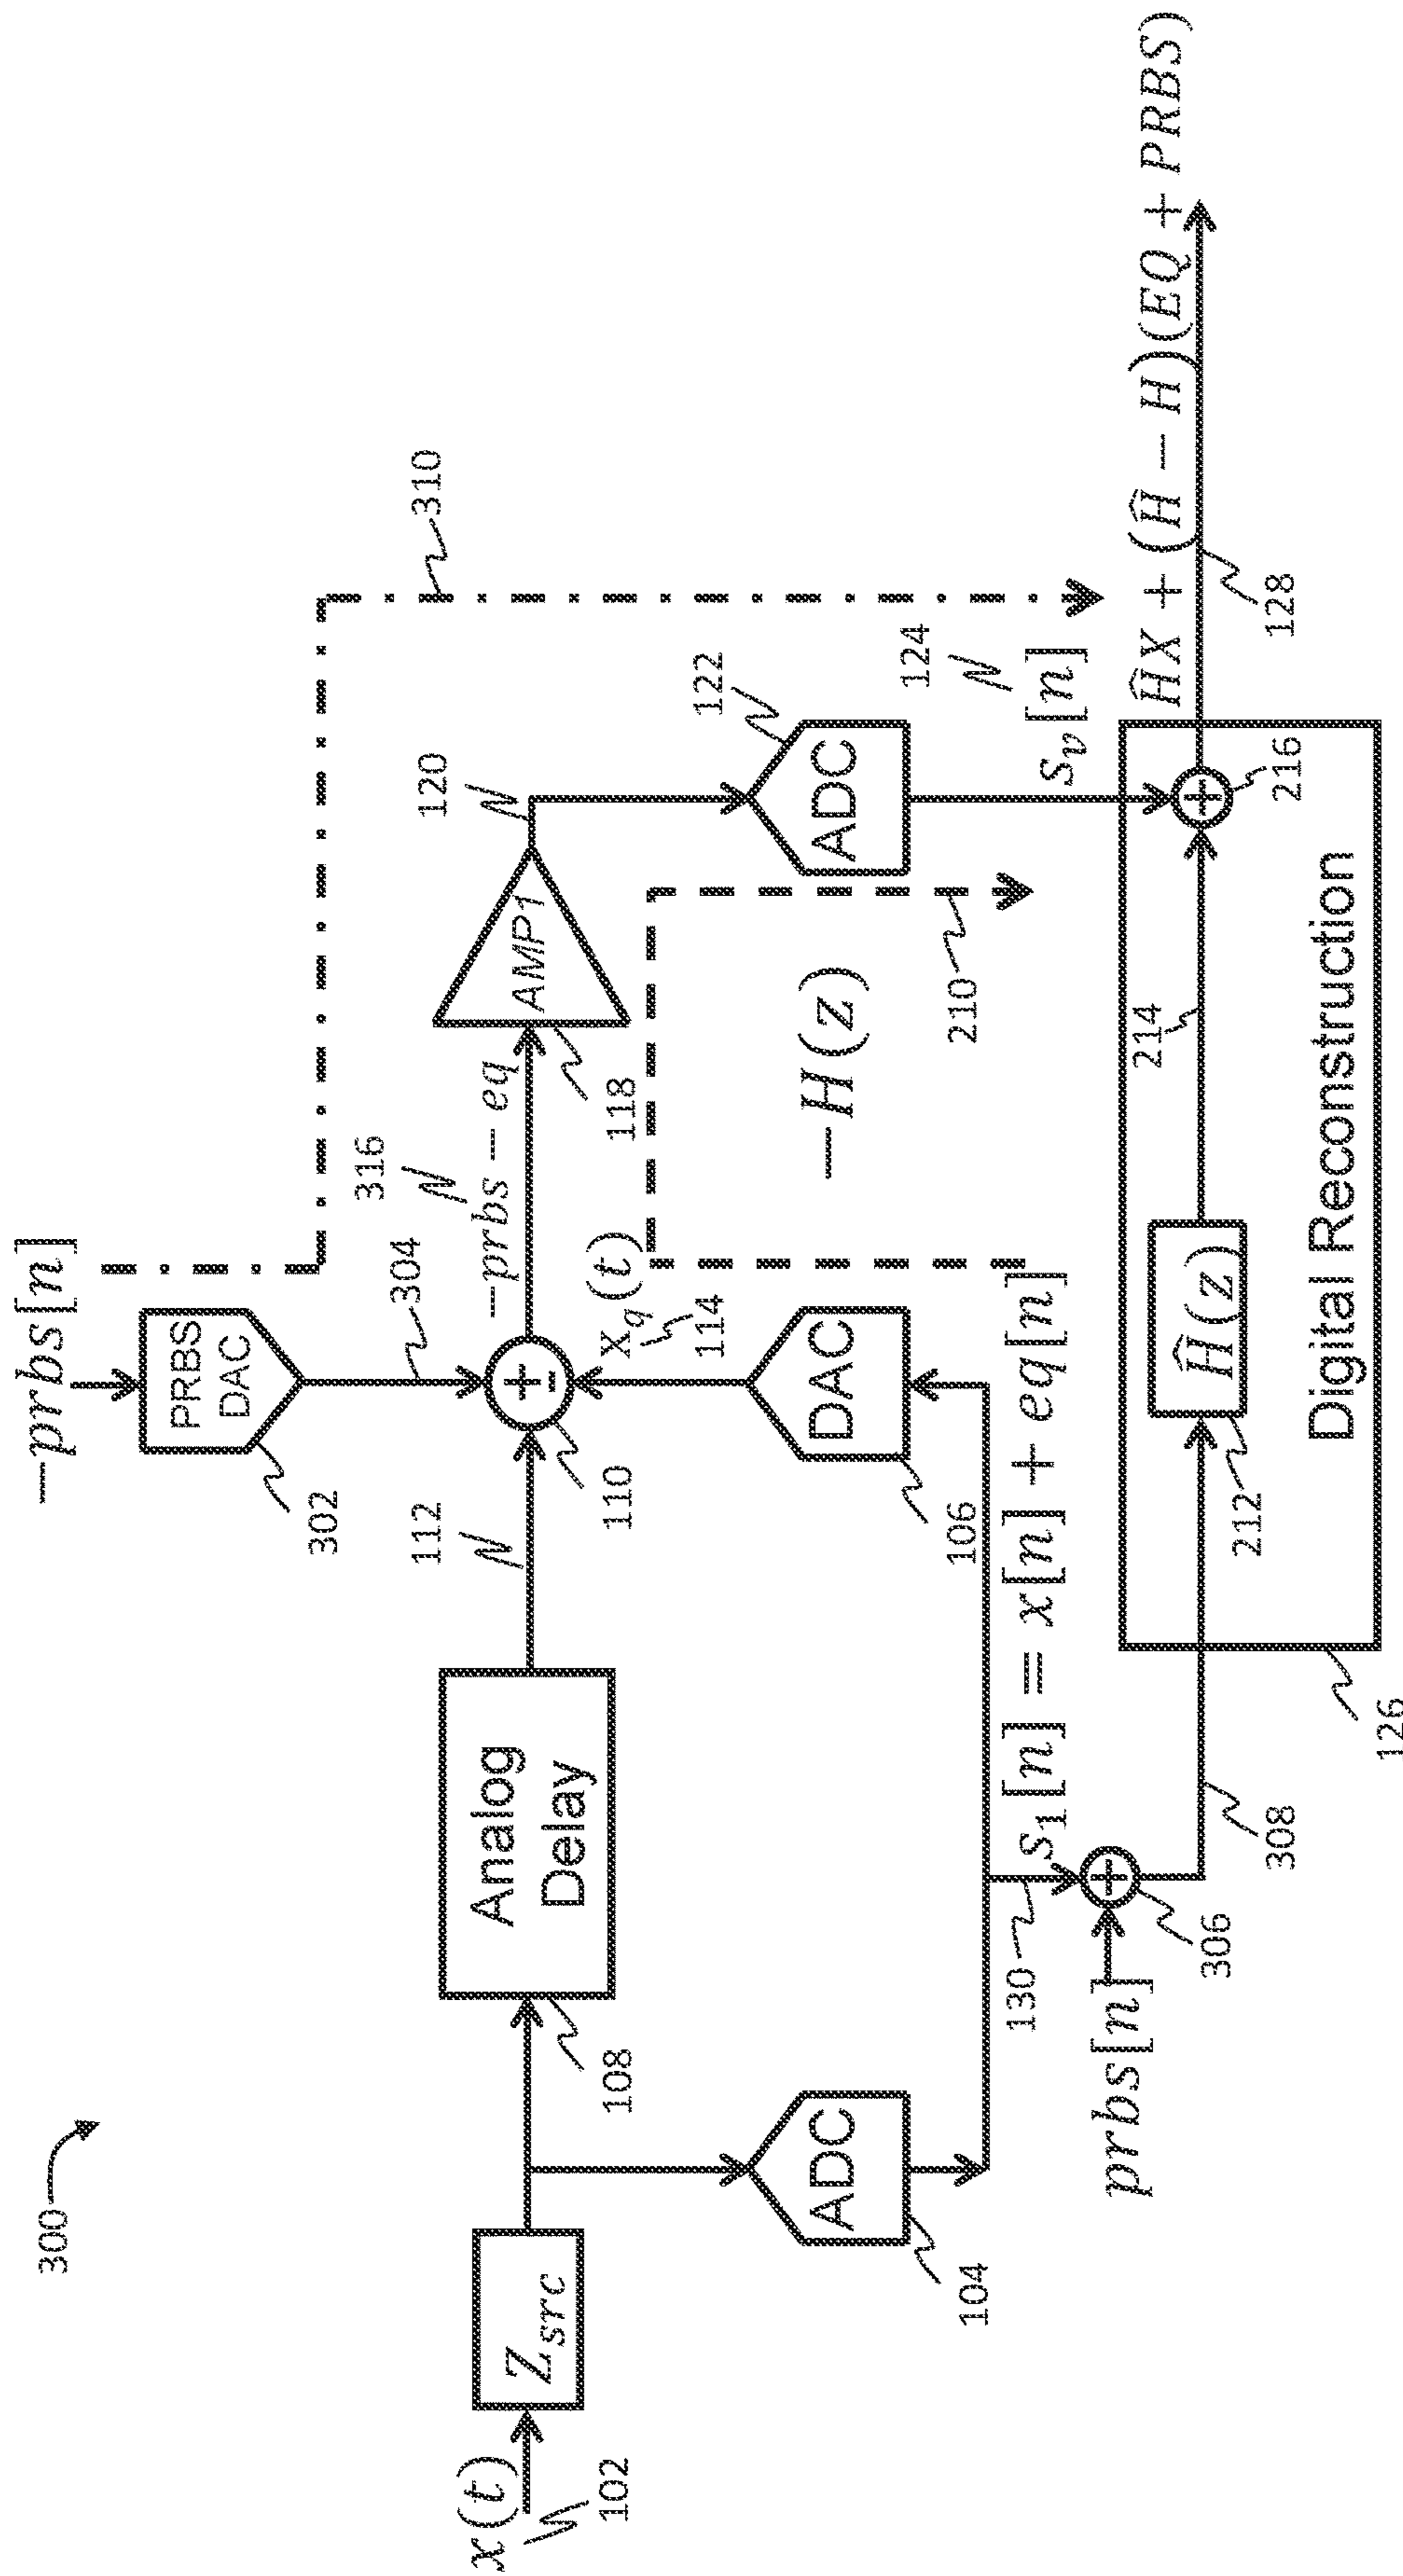 300
x(t)
102
Z_src
ADC
104
Analog
Delay
108
112
-prbs[n]
PRBS
DAC
302
304
+
-
110
x_q(t)
114
DAC
106
316
-prbs - eq
AMP1
118
120
ADC
122
124
s_v[n]
310
-H(z)
210
s_1[n] = x[n] + eq[n]
130
prbs[n]
+
306
308
Ĥ(z)
212
214
+
216
Digital Reconstruction
126
ĤX + (Ĥ - H)(EQ + PRBS)
128